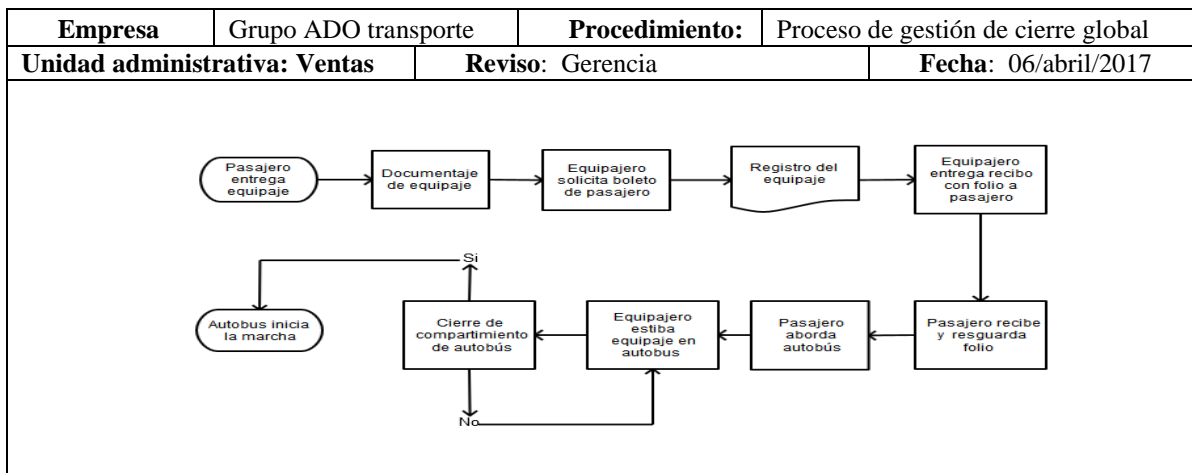 Empresa Grupo ADO transporte Procedimiento: Proceso de gestión de cierre global
Unidad administrativa: Ventas Reviso: Gerencia Fecha: 06/abril/2017
Pasajero
entrega
equipaje
Documentaje
de equipaje
Equipajero
solicita boleto
de pasajero
Registro del
equipaje
Equipajero
entrega recibo
con folio a
pasajero
Pasajero recibe
y resguarda
folio
Pasajero
aborda
autobús
Equipajero
estiba
equipaje en
autobus
Cierre de
compartimiento
de autobús
Si
No
Autobus inicia
la marcha